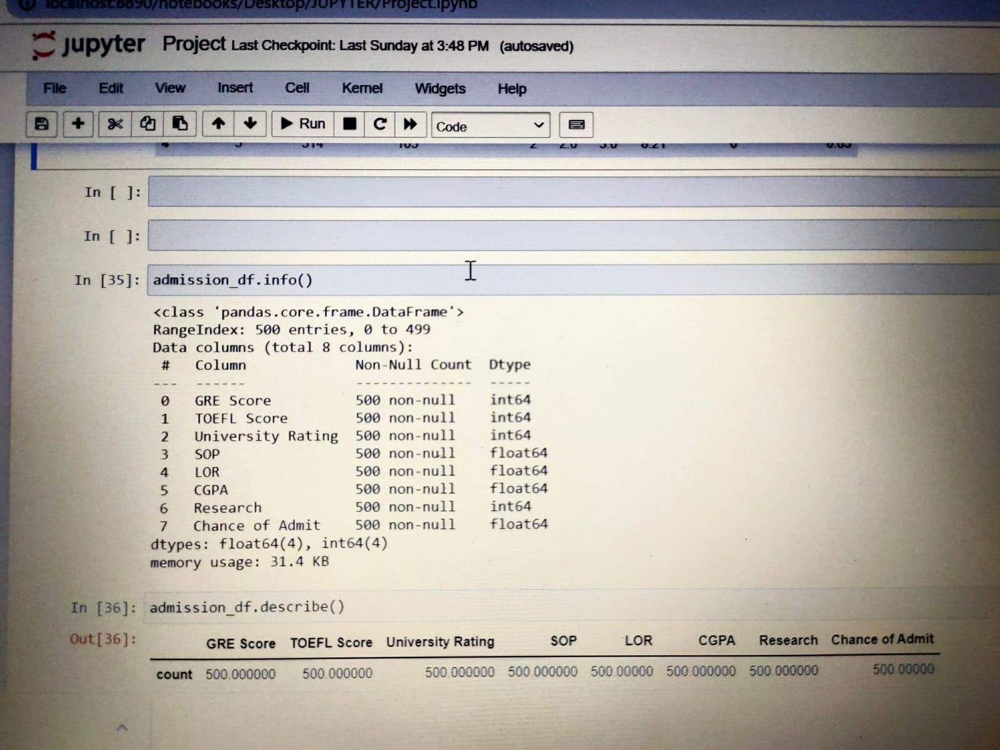 localhost:8890/notebooks/Desktop/JUPYTER/Project.ipynb
jupyter Project Last Checkpoint: Last Sunday at 3:48 PM (autosaved)
File Edit View Insert Cell Kernel Widgets Help
Run Code
In [ ]:
In [ ]:
In [35]: admission_df.info()
<class 'pandas.core.frame.DataFrame'>
RangeIndex: 500 entries, 0 to 499
Data columns (total 8 columns):
# Column Non-Null Count Dtype
--- ------ -------------- -----
0 GRE Score 500 non-null int64
1 TOEFL Score 500 non-null int64
2 University Rating 500 non-null int64
3 SOP 500 non-null float64
4 LOR 500 non-null float64
5 CGPA 500 non-null float64
6 Research 500 non-null int64
7 Chance of Admit 500 non-null float64
dtypes: float64(4), int64(4)
memory usage: 31.4 KB
In [36]: admission_df.describe()
Out[36]:
GRE Score TOEFL Score University Rating SOP LOR CGPA Research Chance of Admit
count 500.000000 500.000000 500.000000 500.000000 500.00000 500.000000 500.000000 500.00000